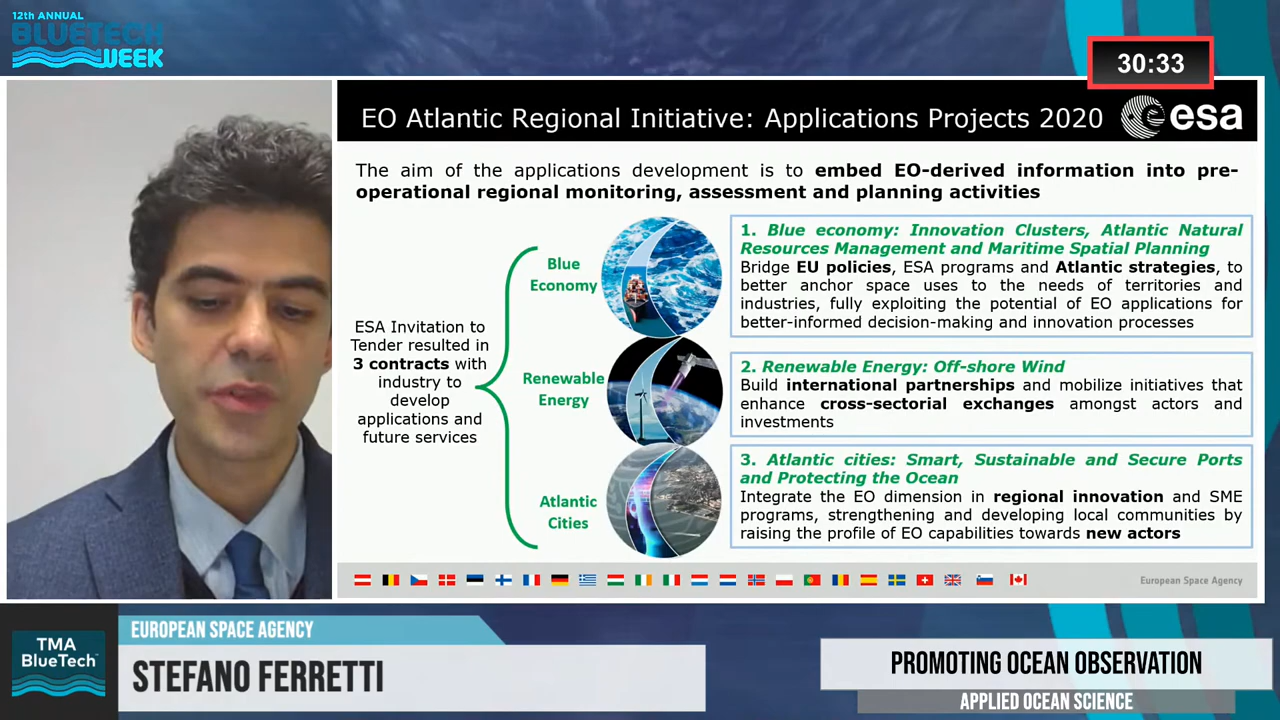 12th ANNUAL
BLUETECH
WEEK
30:33
EO Atlantic Regional Initiative: Applications Projects 2020
esa
The aim of the applications development is to embed EO-derived information into pre-
operational regional monitoring, assessment and planning activities
ESA Invitation to
Tender resulted in
3 contracts with
industry to
develop
applications and
future services
Blue
Economy
1. Blue economy: Innovation Clusters, Atlantic Natural
Resources Management and Maritime Spatial Planning
Bridge EU policies, ESA programs and Atlantic strategies, to
better anchor space uses to the needs of territories and
industries, fully exploiting the potential of EO applications for
better-informed decision-making and innovation processes
Renewable
Energy
2. Renewable Energy: Off-shore Wind
Build international partnerships and mobilize initiatives that
enhance cross-sectorial exchanges amongst actors and
investments
Atlantic
Cities
3. Atlantic cities: Smart, Sustainable and Secure Ports
and Protecting the Ocean
Integrate the EO dimension in regional innovation and SME
programs, strengthening and developing local communities by
raising the profile of EO capabilities towards new actors
European Space Agency
TMA
BlueTech™
EUROPEAN SPACE AGENCY
STEFANO FERRETTI
PROMOTING OCEAN OBSERVATION
APPLIED OCEAN SCIENCE